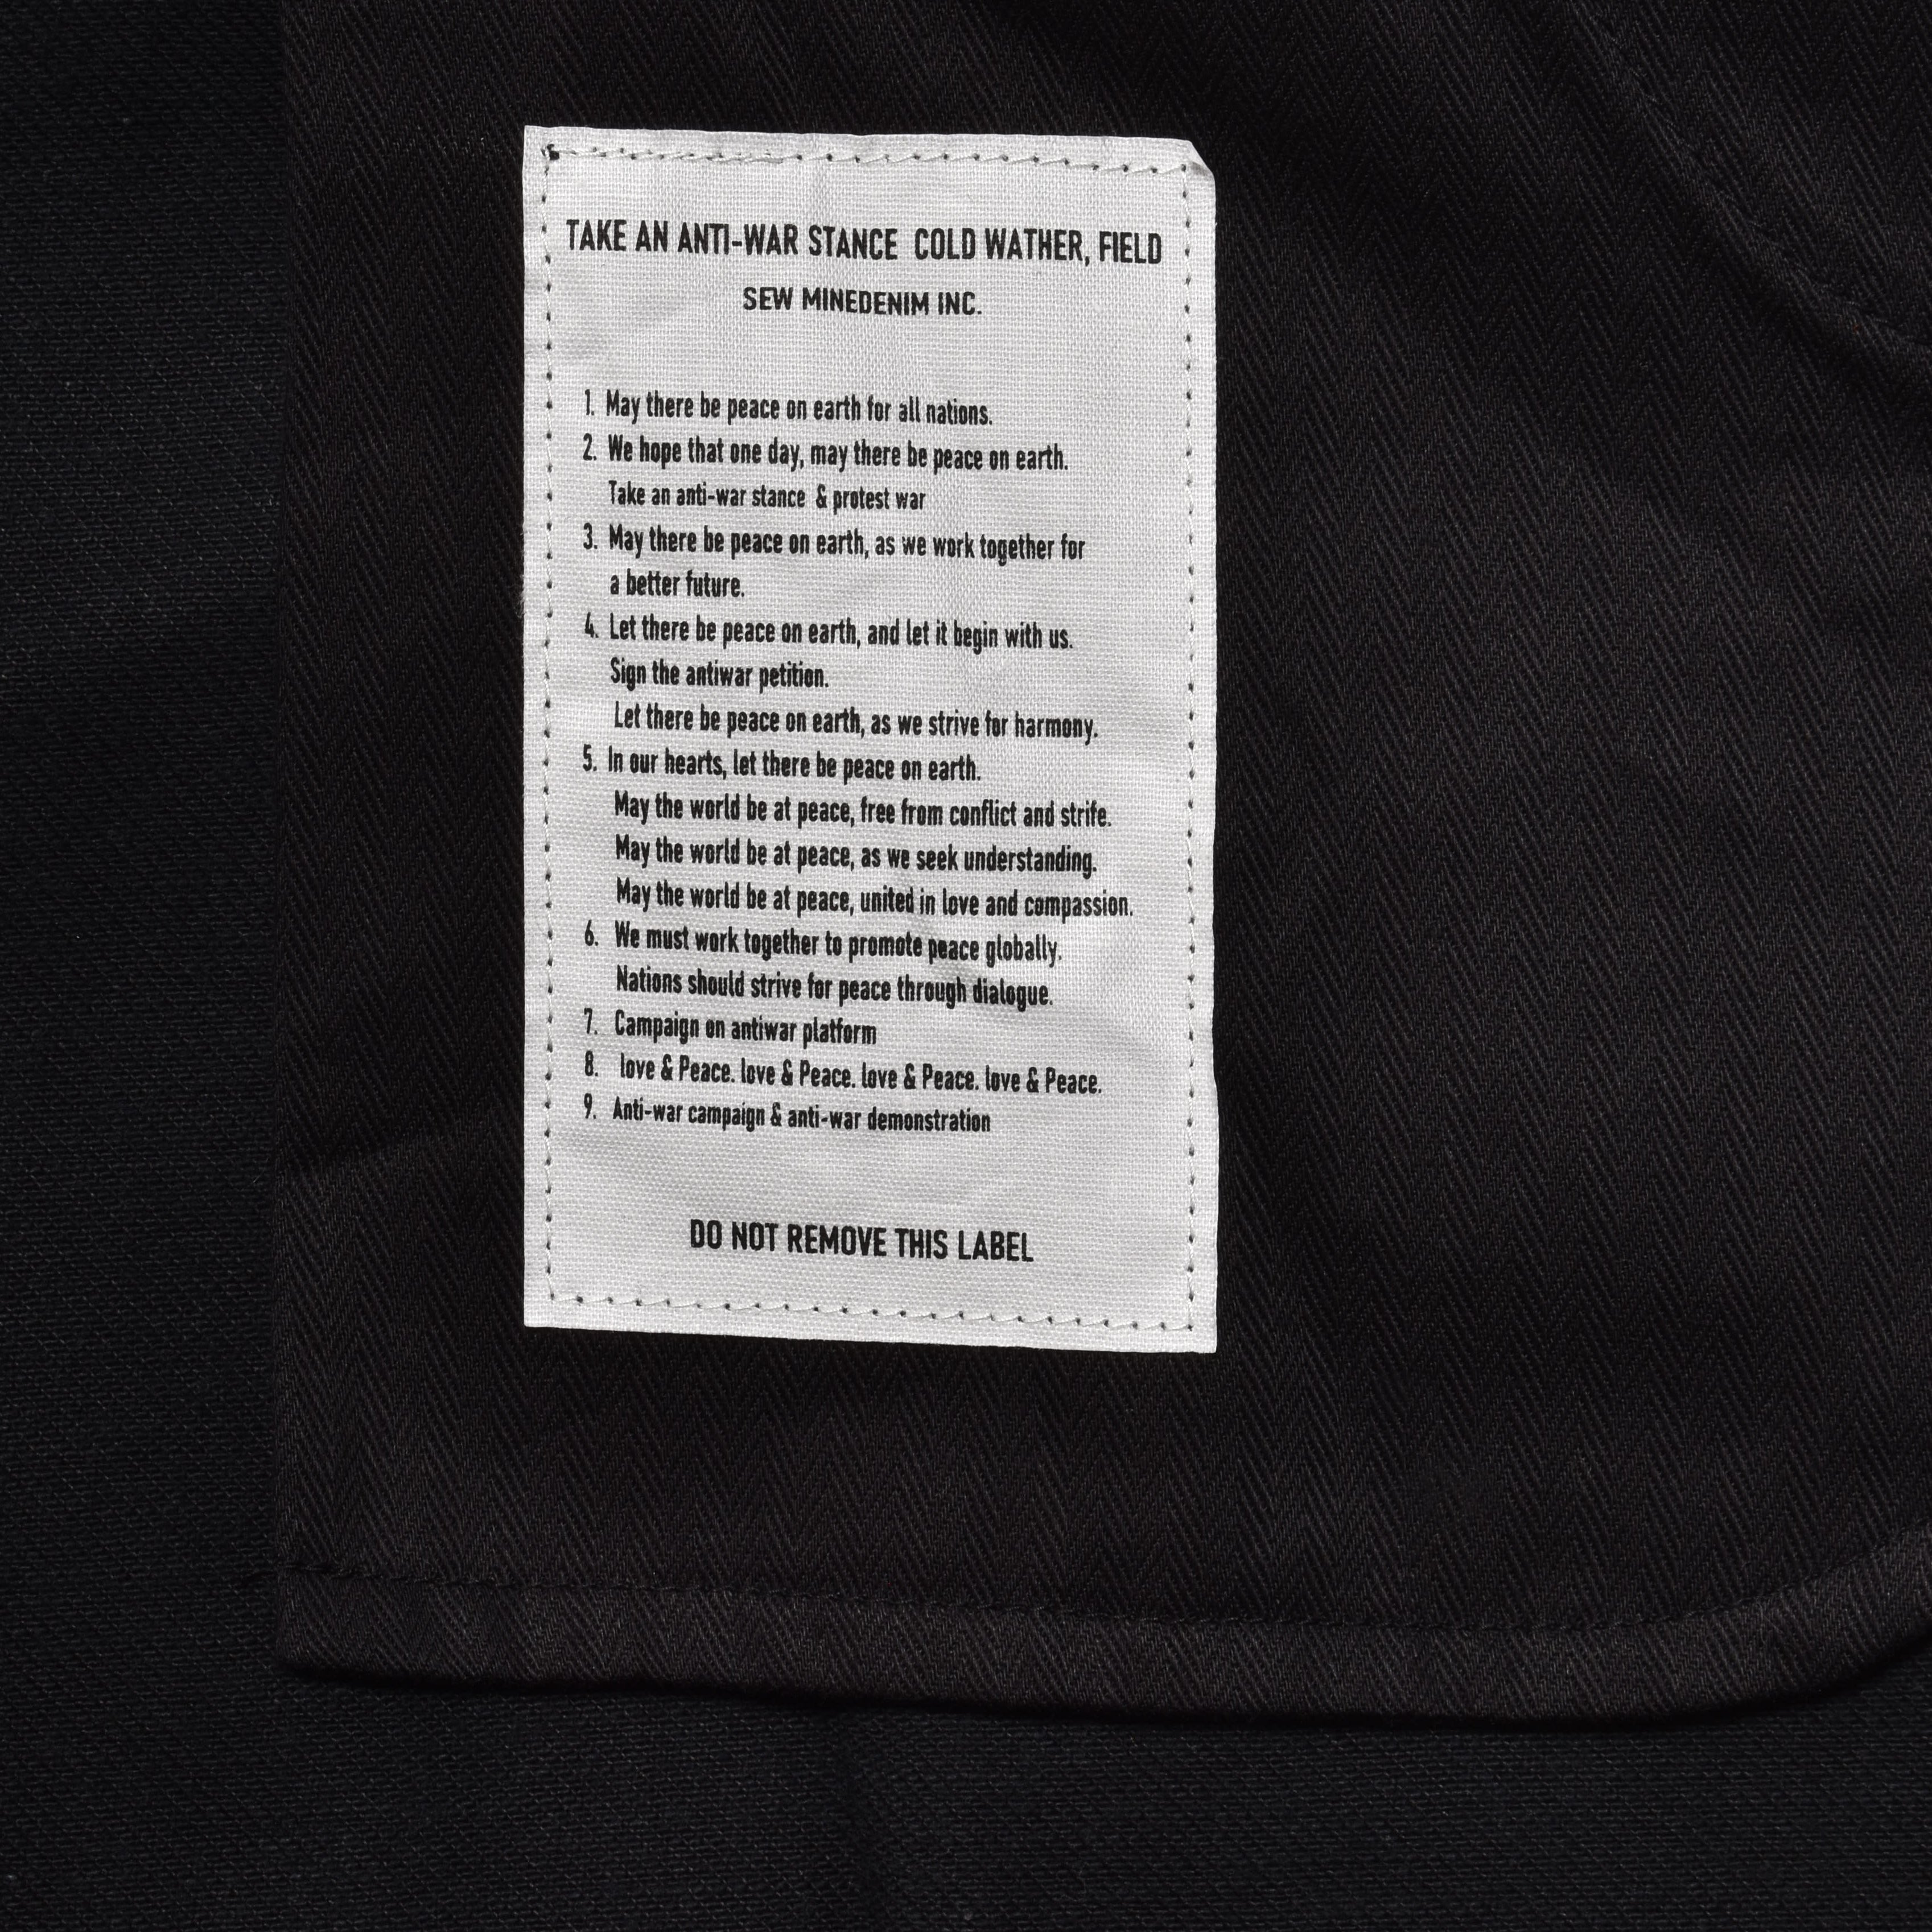 TAKE AN ANTI-WAR STANCE COLD WATHER, FIELD
SEW MINEDENIM INC.
1. May there be peace on earth for all nations.
2. We hope that one day, may there be peace on earth.
Take an anti-war stance & protest war
3. May there be peace on earth, as we work together for
a better future.
4. Let there be peace on earth, and let it begin with us.
Sign the antiwar petition.
Let there be peace on earth, as we strive for harmony.
5. In our hearts, let there be peace on earth.
May the world be at peace, free from conflict and strife.
May the world be at peace, as we seek understanding.
May the world be at peace, united in love and compassion.
6. We must work together to promote peace globally.
Nations should strive for peace through dialogue.
7. Campaign on antiwar platform
8. love & Peace. love & Peace. love & Peace. love & Peace.
9. Anti-war campaign & anti-war demonstration
DO NOT REMOVE THIS LABEL